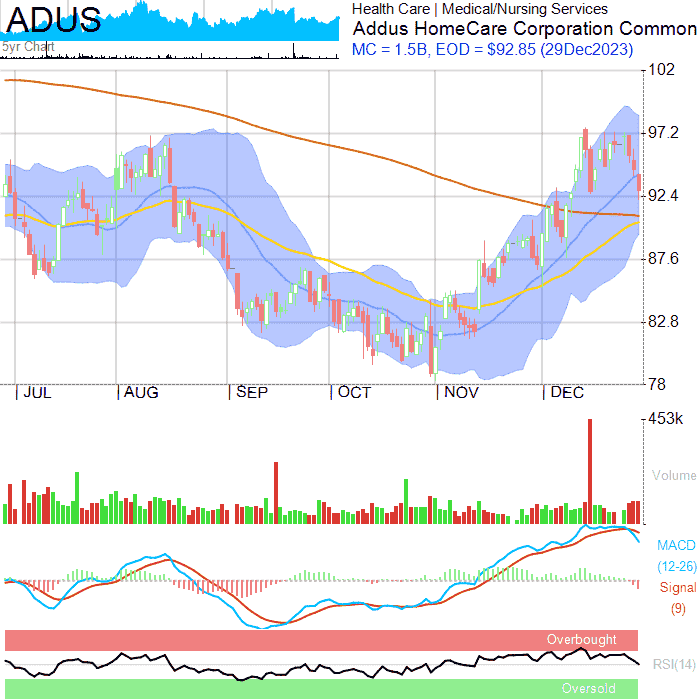 ADUS
Health Care | Medical/Nursing Services
Addus HomeCare Corporation Common
5yr Chart
MC = 1.5B, EOD = $92.85 (29Dec2023)
102
97.2
92.4
87.6
82.8
78
JUL
AUG
SEP
OCT
NOV
DEC
453k
Volume
MACD
(12-26)
Signal
(9)
Overbought
RSI(14)
Oversold